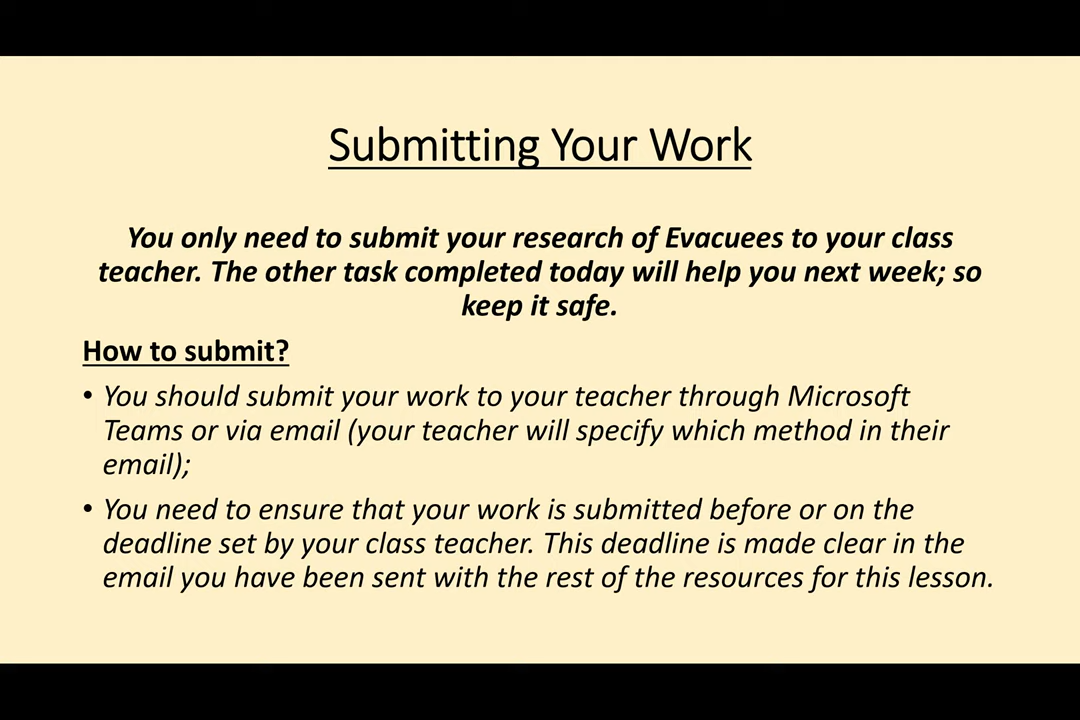 Submitting Your Work
You only need to submit your research of Evacuees to your class
teacher. The other task completed today will help you next week; so
keep it safe.
How to submit?
• You should submit your work to your teacher through Microsoft
Teams or via email (your teacher will specify which method in their
email);
• You need to ensure that your work is submitted before or on the
deadline set by your class teacher. This deadline is made clear in the
email you have been sent with the rest of the resources for this lesson.